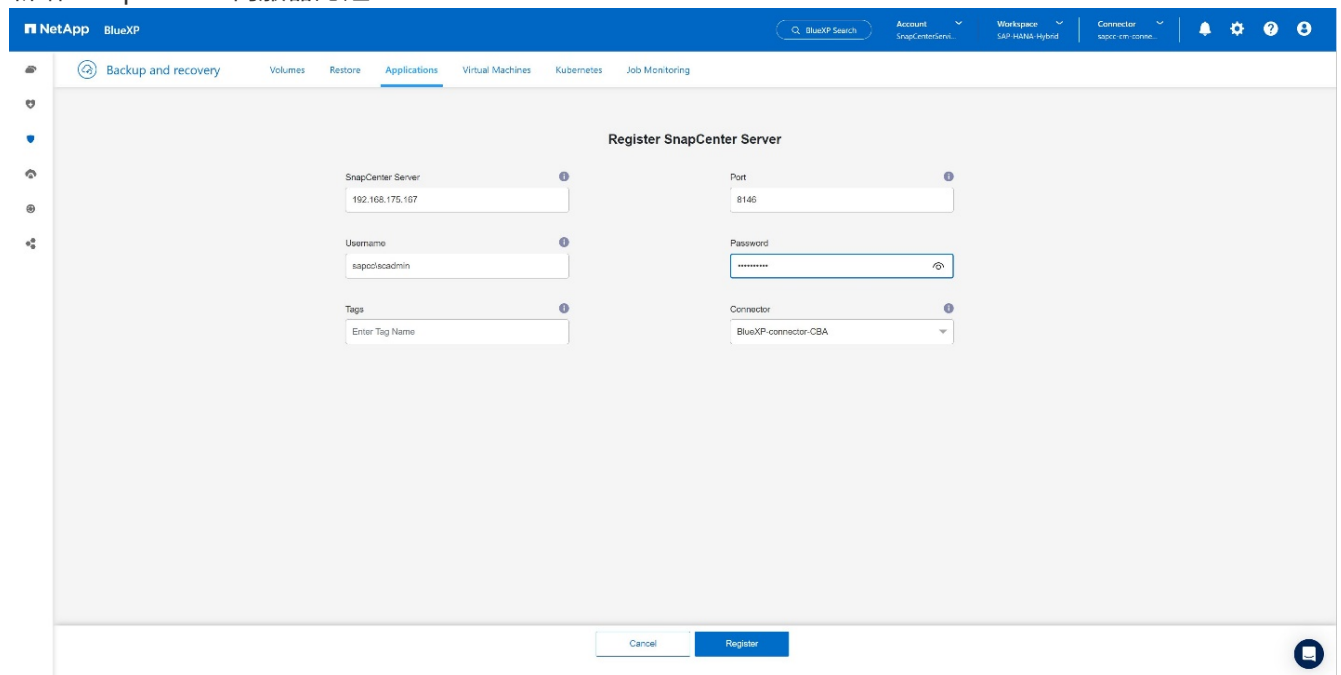 NetApp BlueXP
BlueXP Search
Account
SnapCenterServi...
Workspace
SAP-HANA-Hybrid
Connector
sapcc-cm-conne...
Backup and recovery
Volumes Restore Applications Virtual Machines Kubernetes Job Monitoring
Register SnapCenter Server
SnapCenter Server Port
192.168.175.167 8146
Username Password
sapcc\scadmin ••••••••••
Tags Connector
Enter Tag Name BlueXP-connector-CBA
Cancel Register